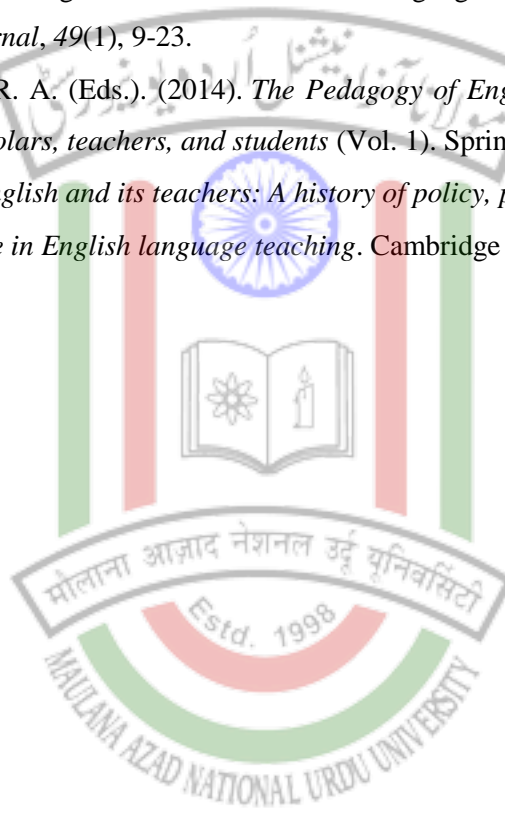 rnal, 49(1), 9-23.
R. A. (Eds.). (2014). The Pedagogy of Eng
olars, teachers, and students (Vol. 1). Sprin
nglish and its teachers: A history of policy, p
e in English language teaching. Cambridge
मौलाना आज़ाद नेशनल उर्दू यूनिवर्सिटी
Estd. 1998
MAULANA AZAD NATIONAL URDU UNIVERSITY